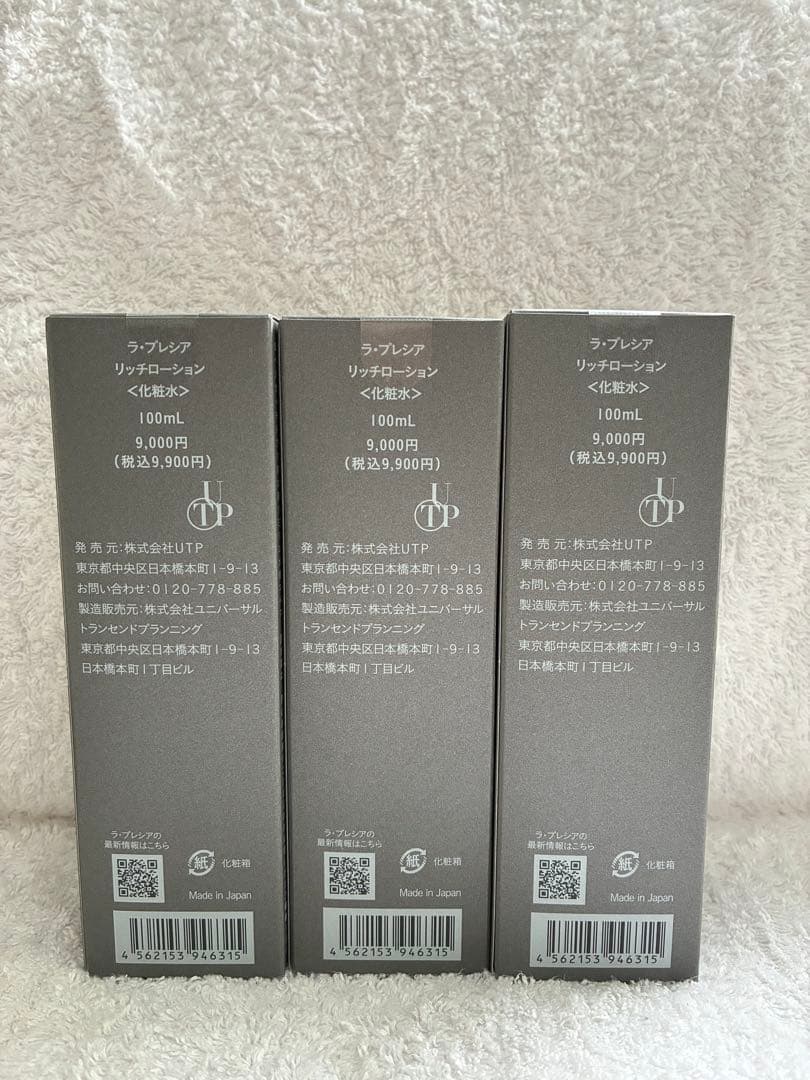 ラ・プレシア
リッチローション
<化粧水>
100mL
9,000円
(税込9,900円)
UTP
発売元:株式会社UTP
東京都中央区日本橋本町1-9-13
お問い合わせ:0120-778-885
製造販売元:株式会社ユニバーサル
トランセンドプランニング
東京都中央区日本橋本町1-9-13
日本橋本町1丁目ビル
ラ・プレシアの
最新情報はこちら
紙 化粧箱
Made in Japan
4 562153 946315
ラ・プレシア
リッチローション
<化粧水>
100mL
9,000円
(税込9,900円)
UTP
発売元:株式会社UTP
東京都中央区日本橋本町1-9-13
お問い合わせ:0120-778-885
製造販売元:株式会社ユニバーサル
トランセンドプランニング
東京都中央区日本橋本町1-9-13
日本橋本町1丁目ビル
ラ・プレシアの
最新情報はこちら
紙 化粧箱
Made in Japan
4 562153 946315
ラ・プレシア
リッチローション
<化粧水>
100mL
9,000円
(税込9,900円)
UTP
発売元:株式会社UTP
東京都中央区日本橋本町1-9-13
お問い合わせ:0120-778-885
製造販売元:株式会社ユニバーサル
トランセンドプランニング
東京都中央区日本橋本町1-9-13
日本橋本町1丁目ビル
ラ・プレシアの
最新情報はこちら
紙 化粧箱
Made in Japan
4 562153 946315